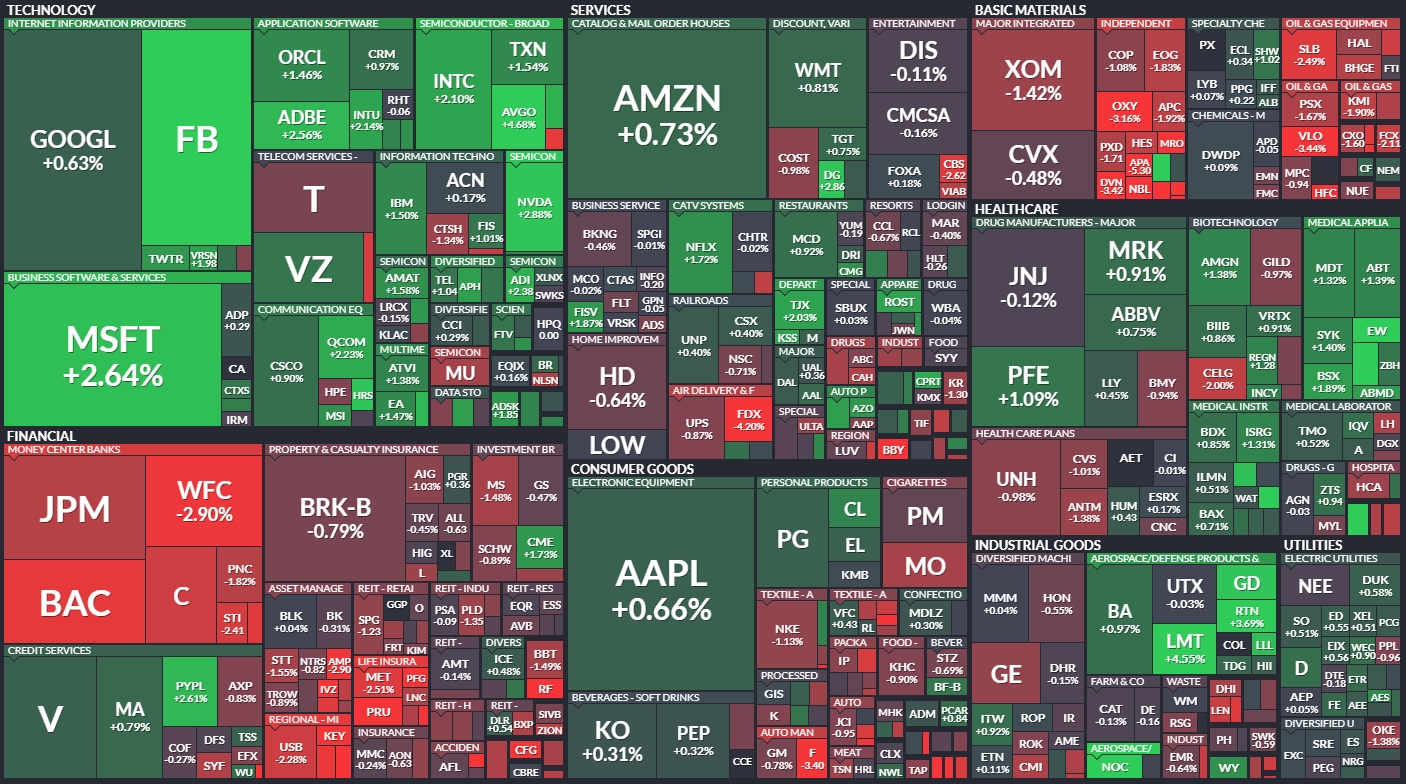 TECHNOLOGY
INTERNET INFORMATION PROVIDERS
GOOGL
+0.63%
FB
TWTR
VRSN
+1.98
BUSINESS SOFTWARE & SERVICES
MSFT
+2.64%
ADP
+0.29
CA
CTXS
IRM
APPLICATION SOFTWARE
ORCL
+1.46%
CRM
+0.97%
ADBE
+2.56%
INTU
+2.14%
RHT
-0.06
SEMICONDUCTOR - BROAD
INTC
+2.10%
TXN
+1.54%
AVGO
+4.68%
TELECOM SERVICES -
T
VZ
INFORMATION TECHNO
IBM
+1.50%
ACN
+0.17%
CTSH
-1.34%
FIS
+1.01%
SEMICON
NVDA
+2.88%
COMMUNICATION EQ
CSCO
+0.90%
QCOM
+2.23%
HPE
HRS
MSI
SEMICON
AMAT
+1.58%
LRCX
-0.15%
KLAC
DIVERSIFIED
TEL
+1.04
APH
SEMICON
ADI
+2.38
XLNX
SWKS
MULTIME
ATVI
+1.38%
EA
+1.47%
DIVERSIFIE
CCI
+0.29%
SCIEN
FTV
HPQ
0.00
SEMICON
MU
EQIX
+0.16%
BR
NLSN
DATA STO
ADSK
+1.85
FINANCIAL
MONEY CENTER BANKS
JPM
WFC
-2.90%
BAC
C
PNC
-1.82%
STI
-2.41
CREDIT SERVICES
V
MA
+0.79%
PYPL
+2.61%
AXP
-0.83%
COF
-0.27%
DFS
SYF
TSS
EFX
WU
PROPERTY & CASUALTY INSURANCE
BRK-B
-0.79%
AIG
-1.03%
PGR
+0.36
TRV
-0.45%
ALL
-0.63
HIG
XL
L
INVESTMENT BR
MS
-1.48%
GS
-0.47%
SCHW
-0.89%
CME
+1.73%
ASSET MANAGE
BLK
+0.04%
BK
-0.31%
STT
-1.55%
NTRS
-0.82
AMP
-2.90
TROW
-0.89%
IVZ
REIT - RETAI
SPG
-1.23
GGP
O
FRT
KIM
REIT - INDU
PSA
-0.09
PLD
-1.35
REIT - RES
EQR
ESS
AVB
REIT -
AMT
-0.14%
DIVERS
ICE
+0.48%
BBT
-1.49%
RF
LIFE INSURA
MET
-2.51%
PFG
LNC
PRU
REGIONAL - MI
USB
-2.28%
KEY
INSURANCE
MMC
-0.24%
AON
-0.63
REIT - H
REIT -
DLR
+0.54
BXP
SIVB
ZION
ACCIDEN
AFL
CFG
CBRE
SERVICES
CATALOG & MAIL ORDER HOUSES
AMZN
+0.73%
DISCOUNT, VARI
WMT
+0.81%
COST
-0.98%
TGT
+0.75%
DG
+2.86
ENTERTAINMENT
DIS
-0.11%
CMCSA
-0.16%
FOXA
+0.18%
CBS
-2.62
VIAB
BUSINESS SERVICE
BKNG
-0.46%
SPGI
-0.01%
MCO
-0.02%
CTAS
INFO
-0.20
FISV
+1.87%
FLT
GPN
-0.05
VRSK
ADS
CATV SYSTEMS
NFLX
+1.72%
CHTR
-0.02%
RESTAURANTS
MCD
+0.92%
YUM
-0.19
DRI
CMG
RESORTS
CCL
-0.67%
RCL
LODGIN
MAR
-0.40%
HLT
-0.26
HOME IMPROVEM
HD
-0.64%
LOW
RAILROADS
UNP
+0.40%
CSX
+0.40%
NSC
-0.71%
DEPART
TJX
+2.03%
KSS
M
SPECIAL
SBUX
+0.03%
APPARE
ROST
JWN
DRUG
WBA
-0.04%
MAJOR
DAL
UAL
+0.36
AAL
DRUGS
ABC
CAH
INDUST
FOOD
SYY
AIR DELIVERY & F
UPS
-0.87%
FDX
-4.20%
SPECIAL
ULTA
AUTO P
AZO
AAP
CPRT
KMX
KR
-1.30
TIF
REGION
LUV
BBY
CONSUMER GOODS
ELECTRONIC EQUIPMENT
AAPL
+0.66%
BEVERAGES - SOFT DRINKS
KO
+0.31%
PEP
+0.32%
CCE
PERSONAL PRODUCTS
PG
CL
EL
KMB
CIGARETTES
PM
MO
TEXTILE - A
NKE
-1.13%
TEXTILE - A
VFC
+0.43
RL
CONFECTIO
MDLZ
+0.30%
PACKA
IP
FOOD -
KHC
-0.90%
BEVER
STZ
-0.69%
BF-B
PROCESSED
GIS
K
AUTO
JCI
-0.95
MHK
ADM
PCAR
+0.84
AUTO MAN
GM
-0.78%
F
-3.40
MEAT
TSN
HRL
CLX
NWL
TAP
BASIC MATERIALS
MAJOR INTEGRATED
XOM
-1.42%
CVX
-0.48%
INDEPENDENT
COP
-1.08%
EOG
-1.83%
OXY
-3.16%
APC
-1.92%
PXD
-1.71
HES
MRO
APA
-5.30
DVN
-3.42
NBL
SPECIALTY CHE
PX
ECL
+0.34
SHW
+1.02
LYB
+0.07%
PPG
+0.22
IFF
ALB
CHEMICALS - M
DWDP
+0.09%
APD
-0.05
EMN
FMC
OIL & GAS EQUIPMEN
SLB
-2.49%
HAL
BHGE
FTI
OIL & GA
PSX
-1.67%
VLO
-3.44%
MPC
-0.94
HFC
OIL & GAS
KMI
-1.90%
CXO
-1.60
FCX
-2.11
CF
NEM
NUE
HEALTHCARE
DRUG MANUFACTURERS - MAJOR
JNJ
-0.12%
MRK
+0.91%
ABBV
+0.75%
PFE
+1.09%
LLY
+0.45%
BMY
-0.94%
BIOTECHNOLOGY
AMGN
+1.38%
GILD
-0.97%
BIIB
+0.86%
VRTX
+0.91%
CELG
-2.00%
REGN
+1.28
INCY
MEDICAL APPLIA
MDT
+1.32%
ABT
+1.39%
SYK
+1.40%
EW
BSX
+1.89%
ZBH
ABMD
HEALTH CARE PLANS
UNH
-0.98%
CVS
-1.01%
AET
CI
-0.01%
ANTM
-1.38%
HUM
+0.43
ESRX
+0.17%
CNC
MEDICAL INSTR
BDX
+0.85%
ISRG
+1.31%
ILMN
+0.51%
WAT
BAX
+0.71%
MEDICAL LABORATOR
TMO
+0.52%
IQV
LH
A
DGX
DRUGS - G
AGN
-0.03
ZTS
+0.94
MYL
HOSPITA
HCA
INDUSTRIAL GOODS
DIVERSIFIED MACHI
MMM
+0.04%
HON
-0.55%
GE
DHR
-0.15%
ITW
+0.92%
ROP
IR
ETN
+0.11%
ROK
AME
CMI
AEROSPACE/DEFENSE PRODUCTS &
BA
+0.97%
UTX
-0.03%
GD
LMT
+4.55%
RTN
+3.69%
COL
LLL
TDG
HII
FARM & CO
CAT
-0.13%
DE
-0.16
WASTE
WM
RSG
DHI
LEN
AEROSPACE/
NOC
INDUST
EMR
-0.64%
PH
SWK
-0.59
WY
UTILITIES
ELECTRIC UTILITIES
NEE
DUK
+0.58%
SO
+0.51%
ED
+0.55
XEL
+0.51
PCG
EIX
+0.56
WEC
+0.90
PPL
-0.96
D
DTE
-0.18
ETR
AEP
+0.05%
FE
AEE
AES
DIVERSIFIED U
EXC
SRE
ES
PEG
NRG
OKE
-1.38%